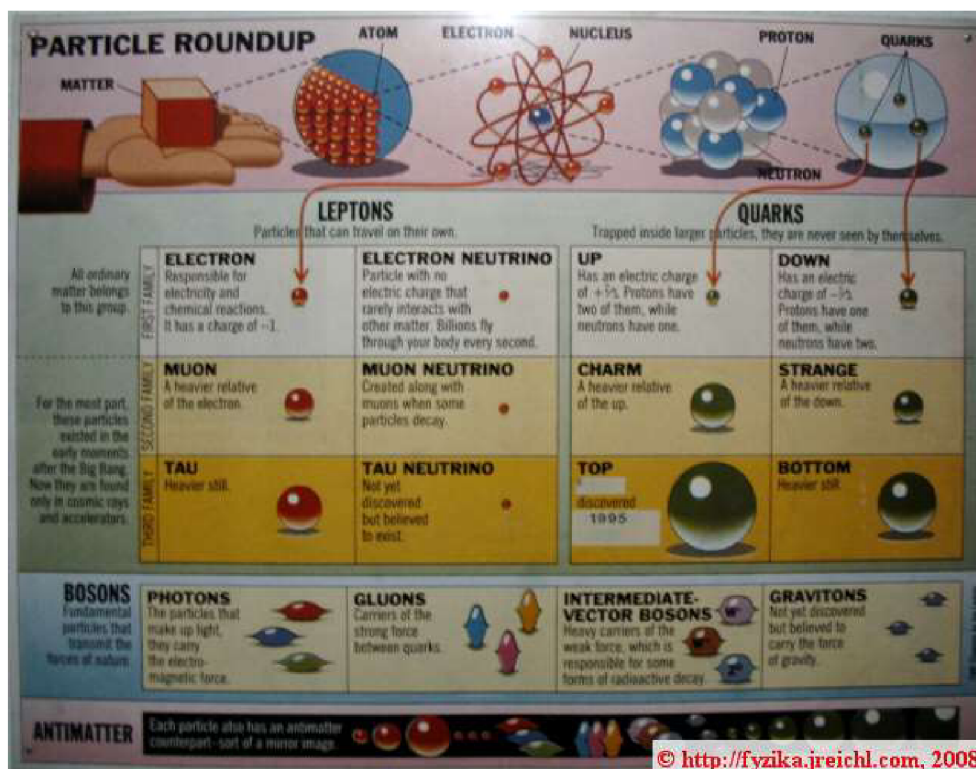 PARTICLE ROUNDUP
MATTER
ATOM
ELECTRON
NUCLEUS
PROTON
QUARKS
NEUTRON
LEPTONS
Particles that can travel on their own.
QUARKS
Trapped inside larger particles, they are never seen by themselves.
All ordinary
matter belongs
to this group.
FIRST FAMILY
ELECTRON
Responsible for
electricity and
chemical reactions.
It has a charge of -1.
ELECTRON NEUTRINO
Particle with no
electric charge that
rarely interacts with
other matter. Billions fly
through your body every second.
UP
Has an electric charge
of +⅔. Protons have
two of them, while
neutrons have one.
DOWN
Has an electric
charge of -⅓.
Protons have one
of them, while
neutrons have two.
For the most part,
these particles
existed in the
early moments
after the Big Bang.
Now they are found
only in cosmic rays
and accelerators.
SECOND FAMILY
MUON
A heavier relative
of the electron.
MUON NEUTRINO
Created along with
muons when some
particles decay.
CHARM
A heavier relative
of the up.
STRANGE
A heavier relative
of the down.
THIRD FAMILY
TAU
Heavier still.
TAU NEUTRINO
Not yet
discovered
but believed
to exist.
TOP
discovered
1995
BOTTOM
Heavier still.
BOSONS
Fundamental
particles that
transmit the
forces of nature.
PHOTONS
The particles that
make up light,
they carry
the electro-
magnetic force.
GLUONS
Carriers of the
strong force
between quarks.
INTERMEDIATE-
VECTOR BOSONS
Heavy carriers of the
weak force, which is
responsible for some
forms of radioactive decay.
GRAVITONS
Not yet discovered
but believed to
carry the force
of gravity.
ANTIMATTER
Each particle also has an antimatter
counterpart-sort of a mirror image.
© http://fyzika.jreichl.com, 2008